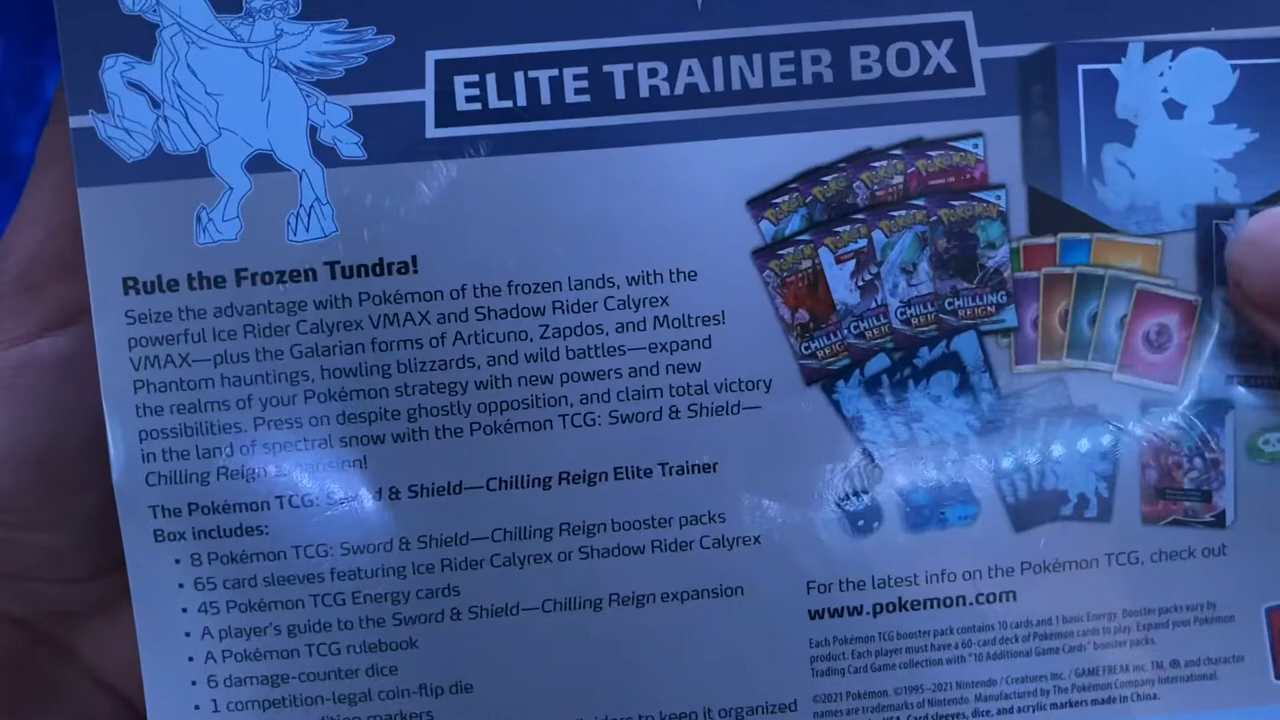 ELITE TRAINER BOX
Rule the Frozen Tundra!
Seize the advantage with Pokémon of the frozen lands, with the
powerful Ice Rider Calyrex VMAX and Shadow Rider Calyrex
VMAX—plus the Galarian forms of Articuno, Zapdos, and Moltres!
Phantom hauntings, howling blizzards, and wild battles—expand
the realms of your Pokémon strategy with new powers and new
possibilities. Press on despite ghostly opposition, and claim total victory
in the land of spectral snow with the Pokémon TCG: Sword & Shield—
Chilling Reign expansion!
The Pokémon TCG: Sword & Shield—Chilling Reign Elite Trainer
Box includes:
• 8 Pokémon TCG: Sword & Shield—Chilling Reign booster packs
• 65 card sleeves featuring Ice Rider Calyrex or Shadow Rider Calyrex
• 45 Pokémon TCG Energy cards
• A player's guide to the Sword & Shield—Chilling Reign expansion
• A Pokémon TCG rulebook
• 6 damage-counter dice
• 1 competition-legal coin-flip die
markers
to keep it organized
POKéMON
CHILLING
REIGN
For the latest info on the Pokémon TCG, check out
www.pokemon.com
Each Pokémon TCG booster pack contains 10 cards and 1 basic Energy. Booster packs vary by
product. Each player must have a 60-card deck of Pokémon cards to play. Expand your Pokémon
Trading Card Game collection with "10 Additional Game Cards" booster packs.
©2021 Pokémon. ©1995–2021 Nintendo / Creatures Inc. / GAME FREAK inc. TM, ®, and character
names are trademarks of Nintendo. Manufactured by The Pokémon Company International.
Card sleeves, dice, and acrylic markers made in China.